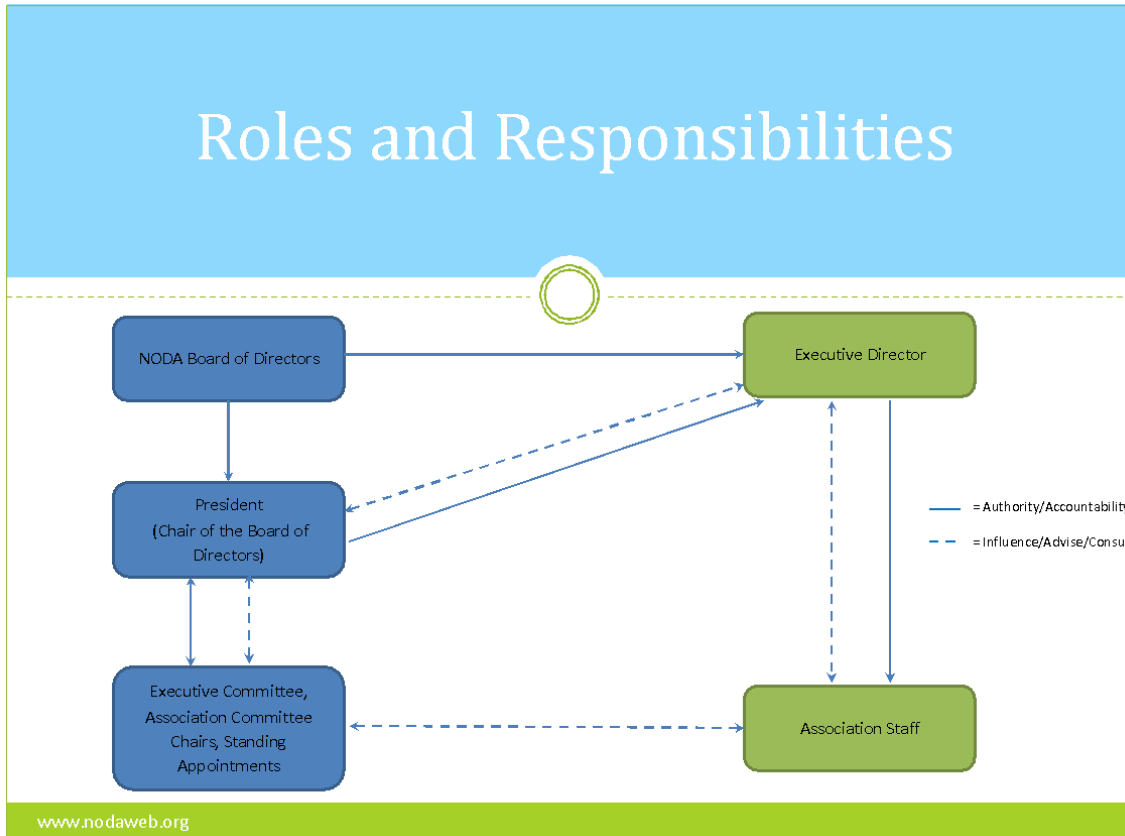 Roles and Responsibilities
NODA Board of Directors
Executive Director
President
(Chair of the Board of
Directors)
= Authority/Accountability
= Influence/Advise/Consu
Executive Committee,
Association Committee
Chairs, Standing
Appointments
Association Staff
www.nodaweb.org